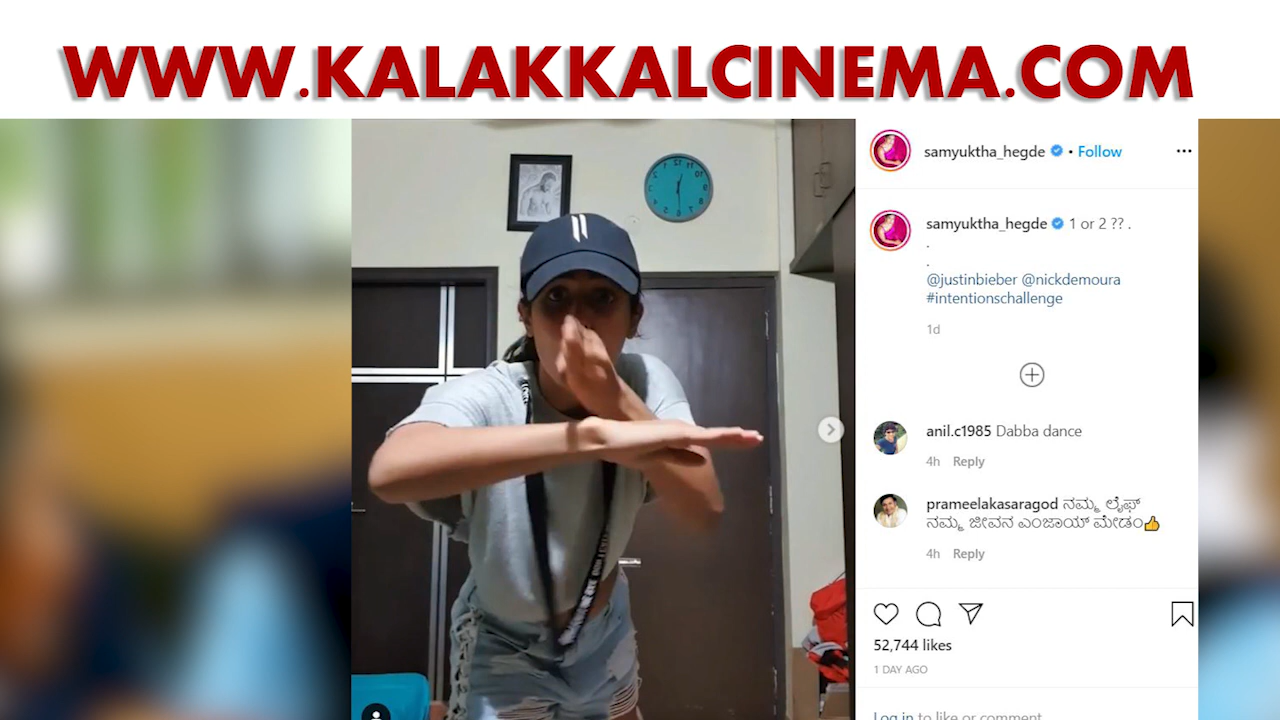 WWW.KALAKKALCINEMA.COM
samyuktha_hegde • Follow
samyuktha_hegde 1 or 2 ?? .
.
.
@justinbieber @nickdemoura
#intentionschallenge
1d
anil.c1985 Dabba dance
4h Reply
prameelakasaragod ನಮ್ಮ ಲೈಫ್
ನಮ್ಮ ಜೀವನ ಎಂಜಾಯ್ ಮೇಡಂ👍
4h Reply
52,744 likes
1 DAY AGO
Log in to like or comment